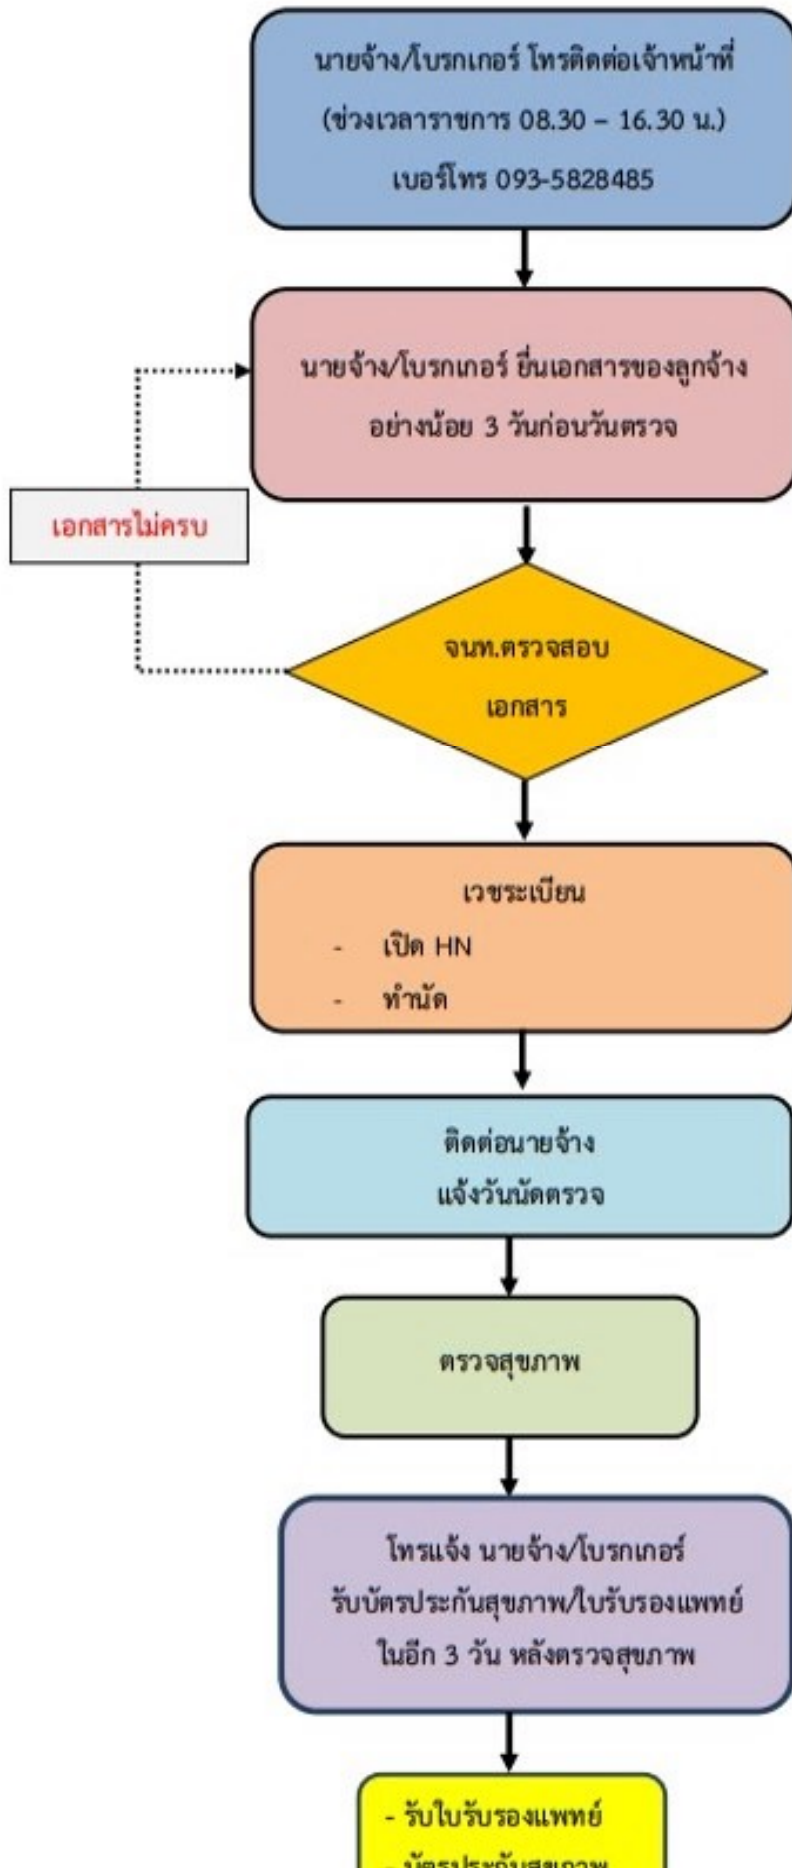 นายจ้าง/โบรกเกอร์ โทรติดต่อเจ้าหน้าที่
(ช่วงเวลาราชการ 08.30 – 16.30 น.)
เบอร์โทร 093-5828485
นายจ้าง/โบรกเกอร์ ยื่นเอกสารของลูกจ้าง
อย่างน้อย 3 วันก่อนวันตรวจ
เอกสารไม่ครบ
จนท.ตรวจสอบ
เอกสาร
เวชระเบียน
- เปิด HN
- ทำนัด
ติดต่อนายจ้าง
แจ้งวันนัดตรวจ
ตรวจสุขภาพ
โทรแจ้ง นายจ้าง/โบรกเกอร์
รับบัตรประกันสุขภาพ/ใบรับรองแพทย์
ในอีก 3 วัน หลังตรวจสุขภาพ
- รับใบรับรองแพทย์
- บัตรประกันสุขภาพ